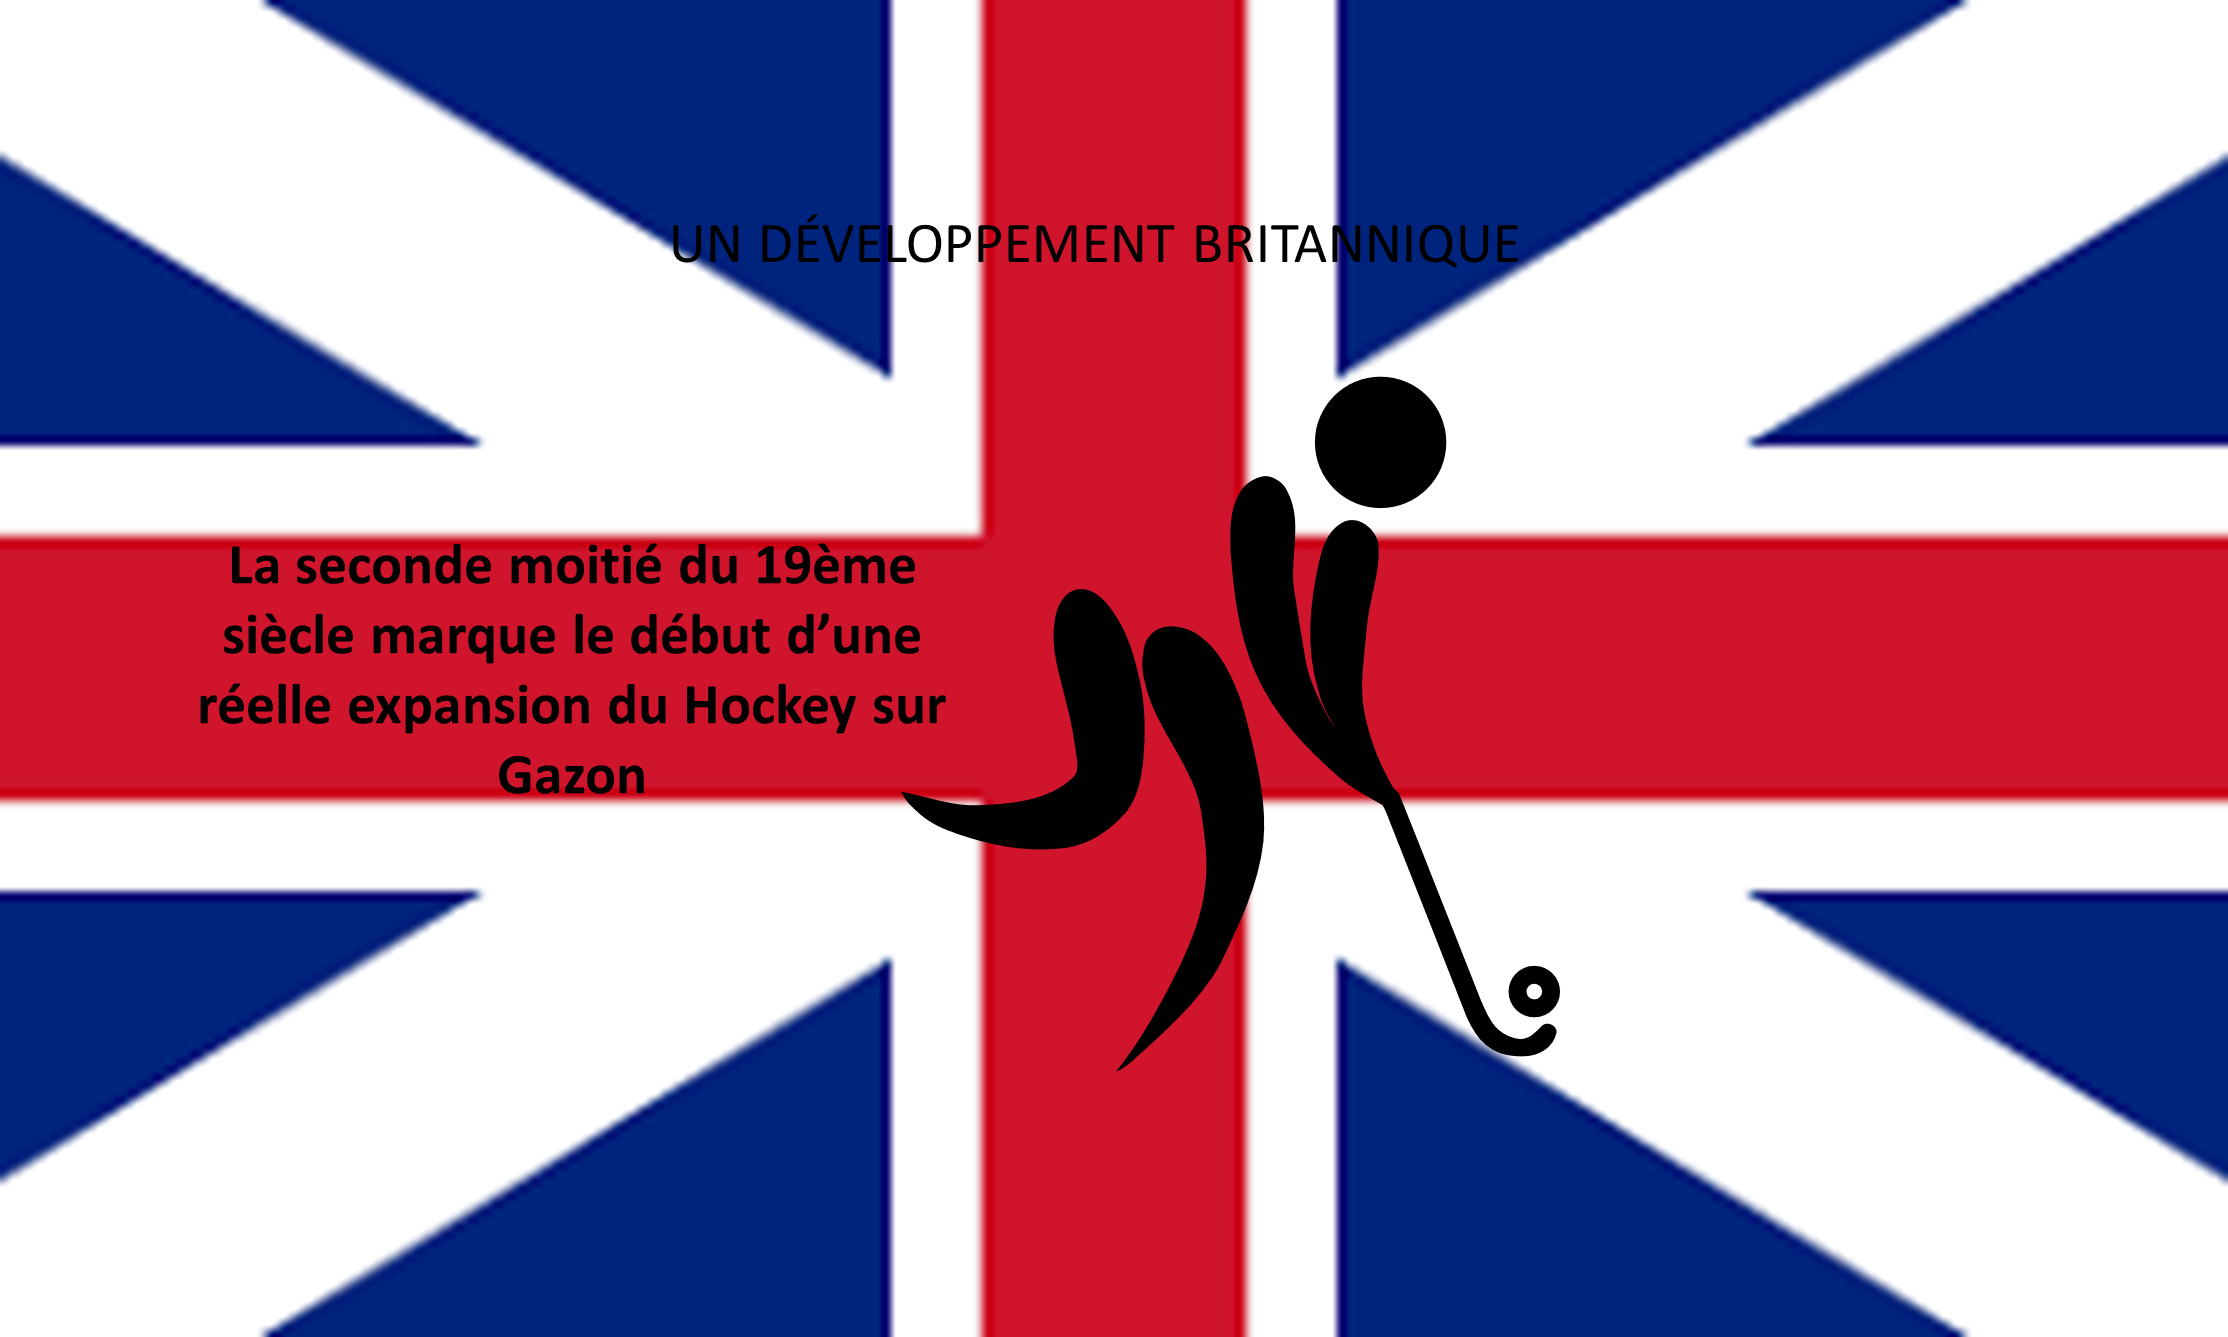 UN DÉVELOPPEMENT BRITANNIQUE
La seconde moitié du 19ème
siècle marque le début d’une
réelle expansion du Hockey sur
Gazon